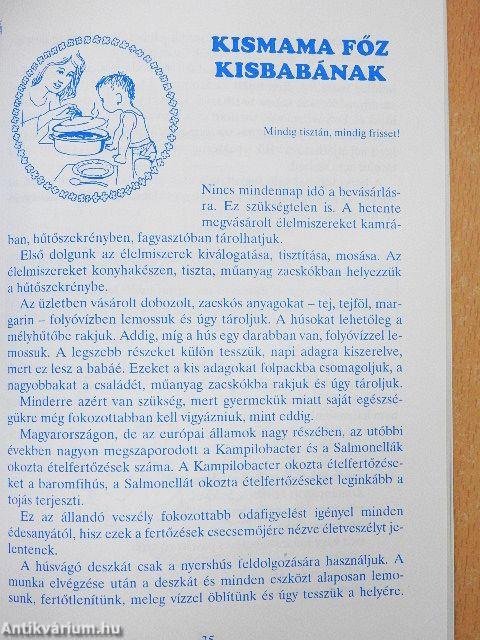 KISMAMA FŐZ
KISBABÁNAK
Mindig tisztán, mindig frisset!
Nincs mindennap idő a bevásárlás-
ra. Ez szükségtelen is. A hetente
megvásárolt élelmiszereket kamrá-
ban, hűtőszekrényben, fagyasztóban tárolhatjuk.
Első dolgunk az élelmiszerek kiválogatása, tisztítása, mosása. Az
élelmiszereket konyhakészen, tiszta, műanyag zacskókban helyezzük
a hűtőszekrénybe.
Az üzletben vásárolt dobozolt, zacskós anyagokat – tej, tejföl, mar-
garin – folyóvízben lemossuk és úgy tároljuk. A húsokat lehetőleg a
mélyhűtőbe rakjuk. Addig, míg a hús egy darabban van, folyóvízzel le-
mossuk. A legszebb részeket külön tesszük, napi adagra kiszerelve,
mert ez lesz a babáé. Ezeket a kis adagokat folpackba csomagoljuk, a
nagyobbakat a családét, műanyag zacskókba rakjuk és úgy tároljuk.
Minderre azért van szükség, mert gyermekük miatt saját egészsé-
gükre még fokozottabban kell vigyázniuk, mint eddig.
Magyarországon, de az európai államok nagy részében, az utóbbi
években nagyon megszaporodott a Kampilobacter és a Salmonellák
okozta ételfertőzések száma. A Kampilobacter okozta ételfertőzése-
ket a baromfihús, a Salmonellát okozta ételfertőzéseket leginkább a
tojás terjeszti.
Ez az állandó veszély fokozottabb odafigyelést igényel minden
édesanyától, hisz ezek a fertőzések csecsemőjére nézve életveszélyt je-
lentenek.
A húsvágó deszkát csak a nyershús feldolgozására használjuk. A
munka elvégzése után a deszkát és minden eszközt alaposan lemo-
sunk, fertőtlenítünk, meleg vízzel öblítünk és úgy tesszük a helyére.
Antikvárium.hu